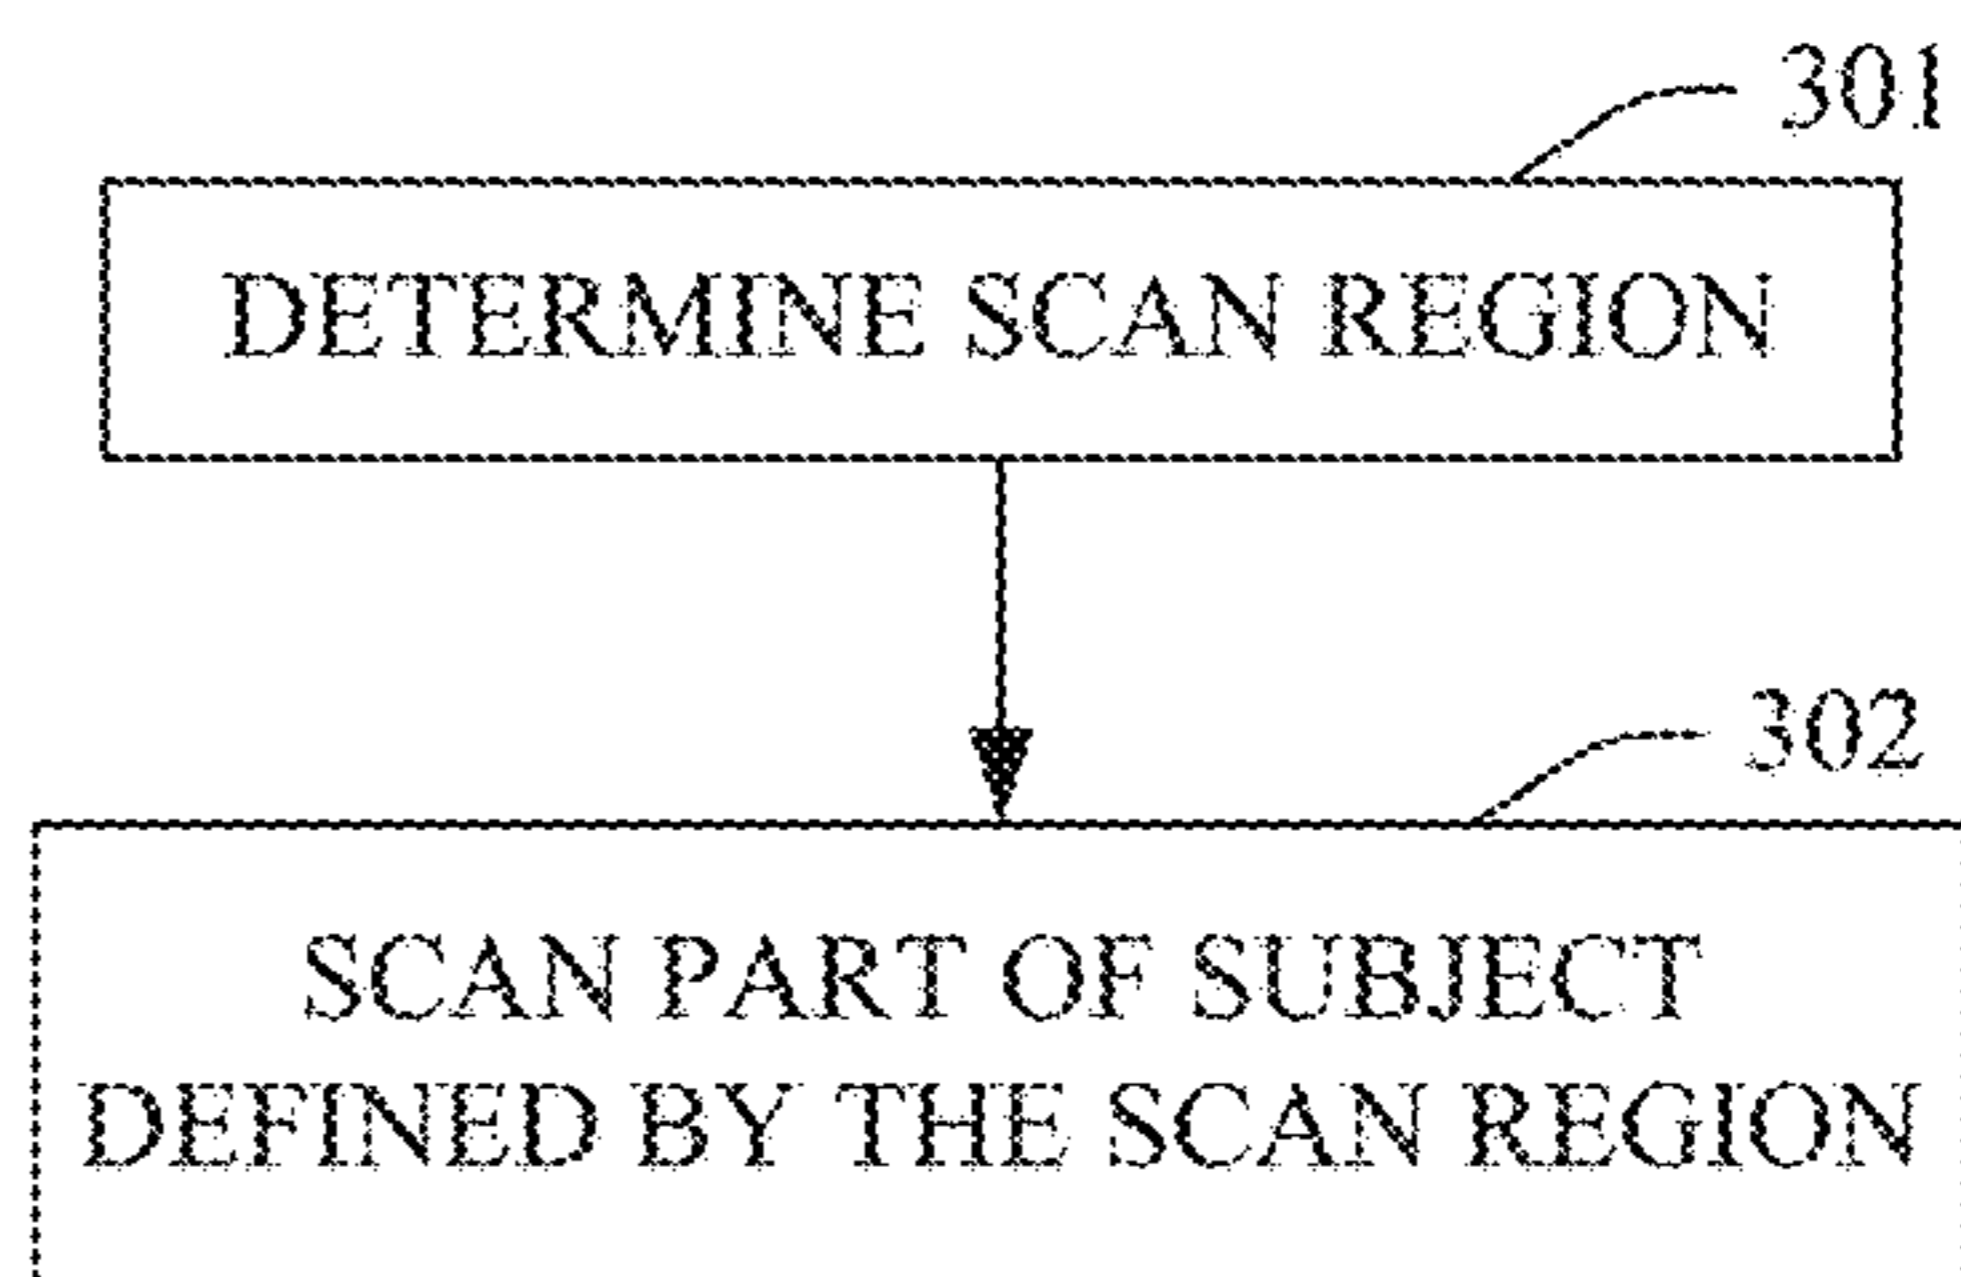 301
DETERMINE SCAN REGION
302
SCAN PART OF SUBJECT
DEFINED BY THE SCAN REGION